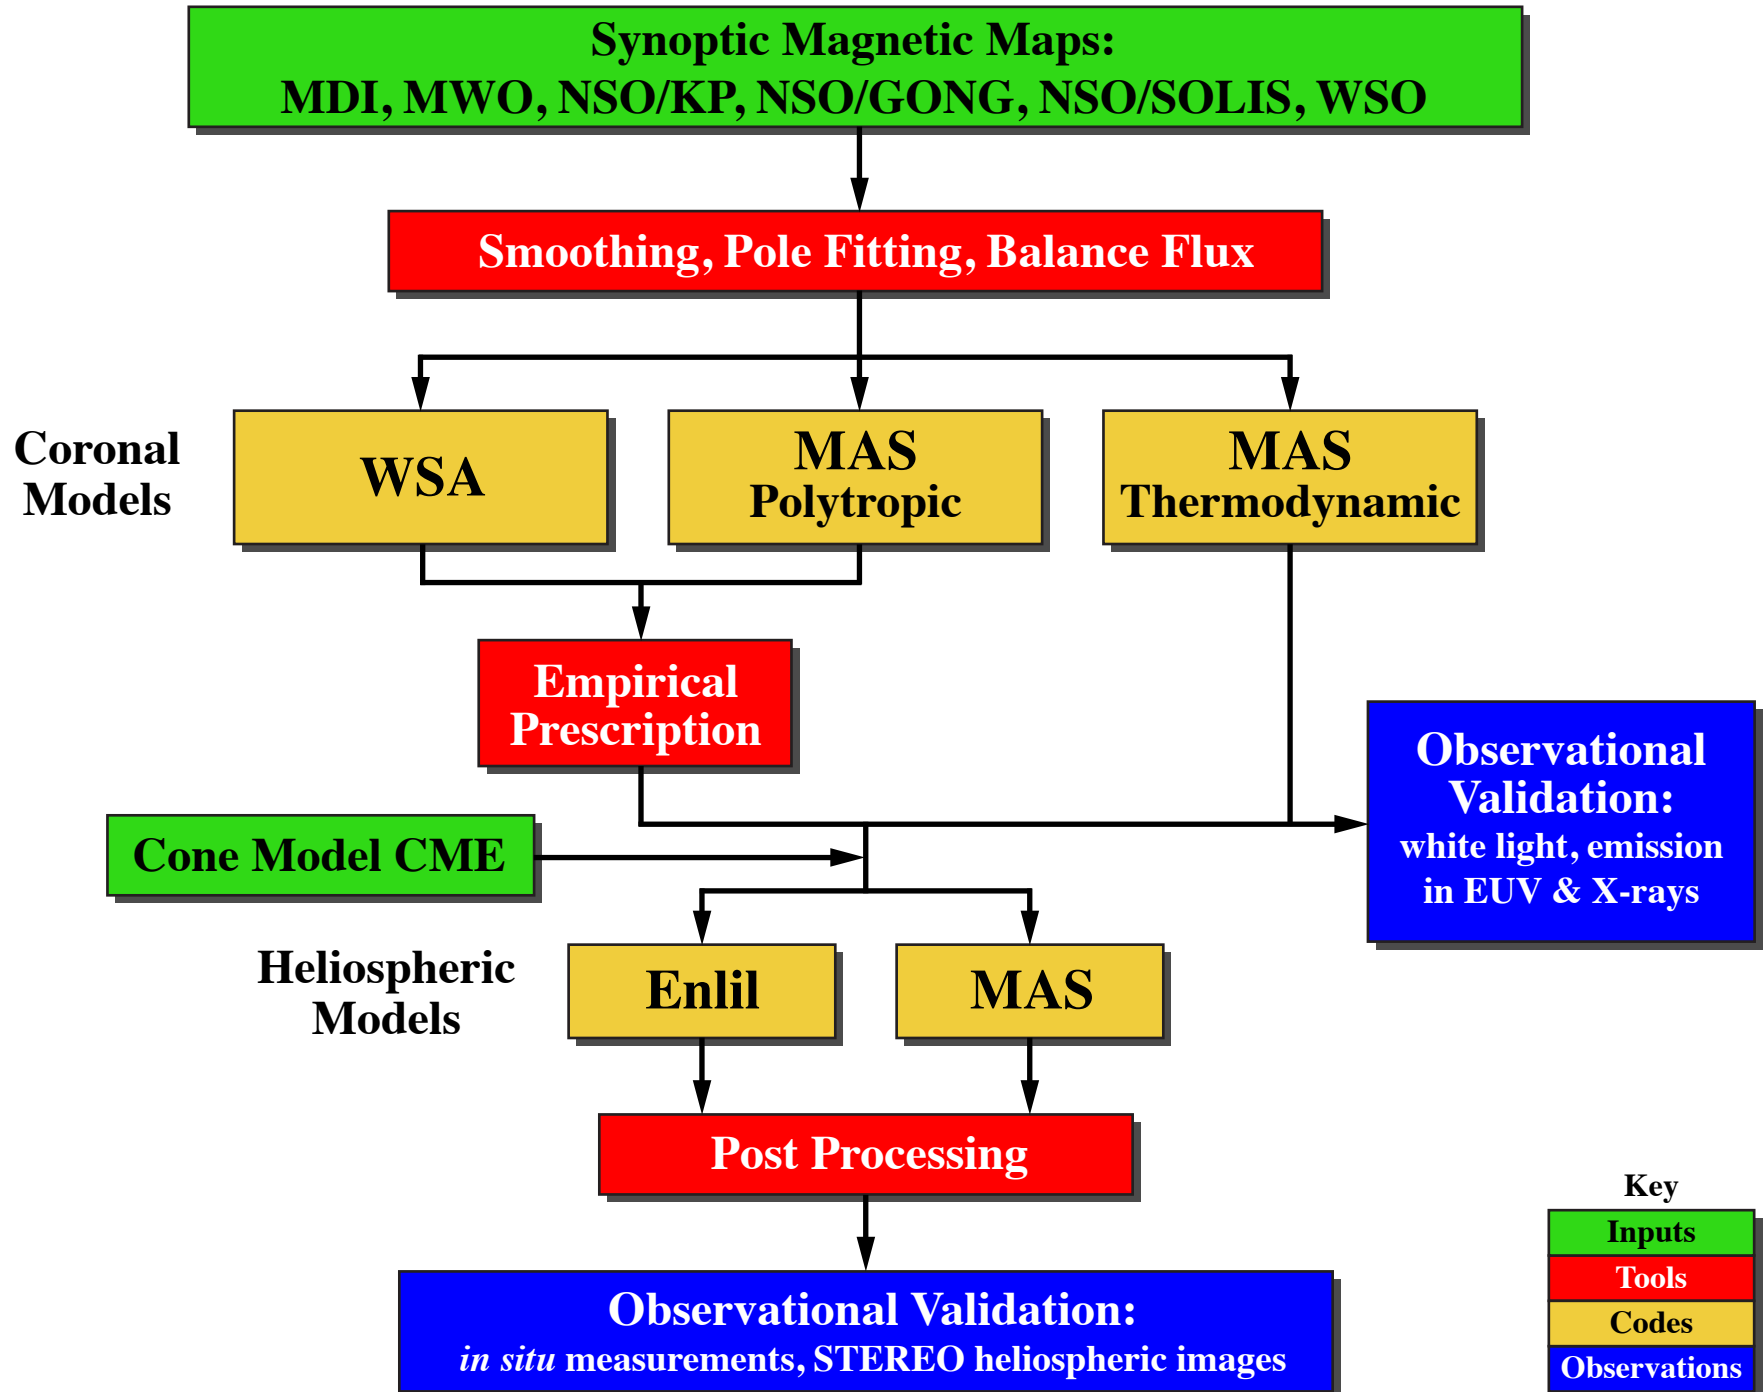 Synoptic Magnetic Maps:
MDI, MWO, NSO/KP, NSO/GONG, NSO/SOLIS, WSO
Smoothing, Pole Fitting, Balance Flux
Coronal
Models
WSA
MAS
Polytropic
MAS
Thermodynamic
Empirical
Prescription
Observational
Validation:
white light, emission
in EUV & X-rays
Cone Model CME
Heliospheric
Models
Enlil
MAS
Post Processing
Observational Validation:
in situ measurements, STEREO heliospheric images
Key
Inputs
Tools
Codes
Observations